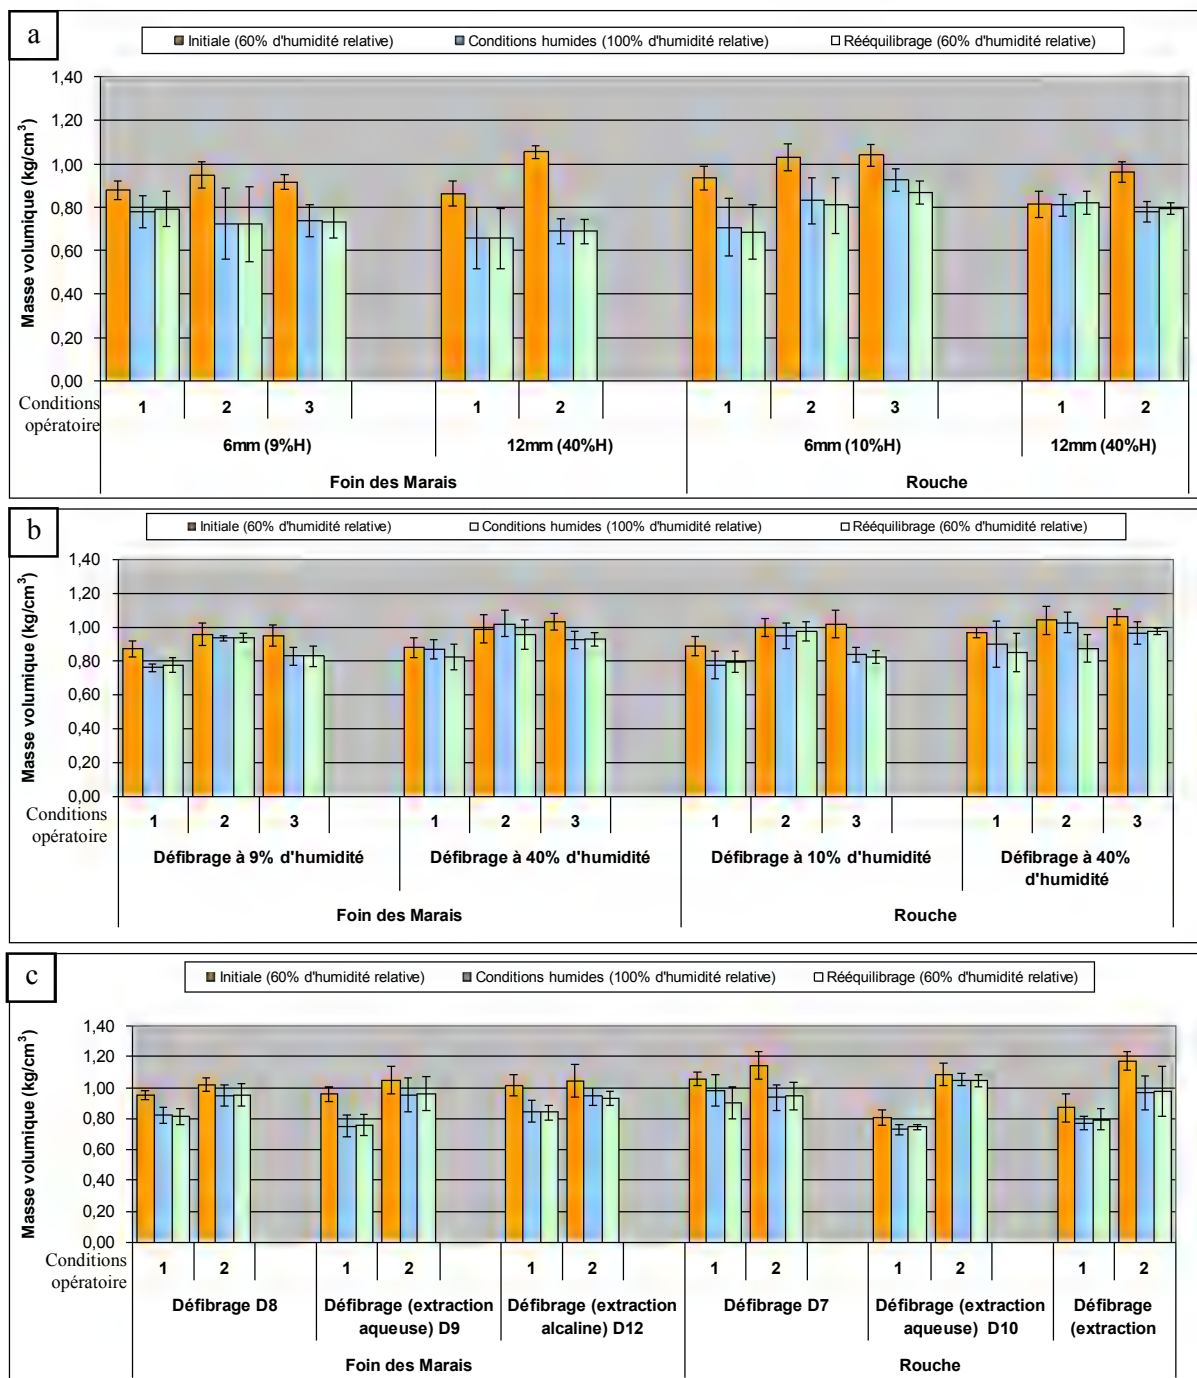 a
Initiale (60% d'humidité relative) Conditions humides (100% d'humidité relative) Rééquilibrage (60% d'humidité relative)
Masse volumique (kg/cm³)
1,40
1,20
1,00
0,80
0,60
0,40
0,20
0,00
Conditions opératoire
1 2 3 1 2 1 2 3 1 2
6mm (9%H) 12mm (40%H) 6mm (10%H) 12mm (40%H)
Foin des Marais Rouche
b
Initiale (60% d'humidité relative) Conditions humides (100% d'humidité relative) Rééquilibrage (60% d'humidité relative)
Masse volumique (kg/cm³)
1,40
1,20
1,00
0,80
0,60
0,40
0,20
0,00
Conditions opératoire
1 2 3 1 2 3 1 2 3 1 2 3
Défibrage à 9% d'humidité Défibrage à 40% d'humidité Défibrage à 10% d'humidité Défibrage à 40% d'humidité
Foin des Marais Rouche
c
Initiale (60% d'humidité relative) Conditions humides (100% d'humidité relative) Rééquilibrage (60% d'humidité relative)
Masse volumique (kg/cm³)
1,40
1,20
1,00
0,80
0,60
0,40
0,20
0,00
Conditions opératoire
1 2 1 2 1 2 1 2 1 2 1 2
Défibrage D8 Défibrage (extraction aqueuse) D9 Défibrage (extraction alcaline) D12 Défibrage D7 Défibrage (extraction aqueuse) D10 Défibrage (extraction
Foin des Marais Rouche